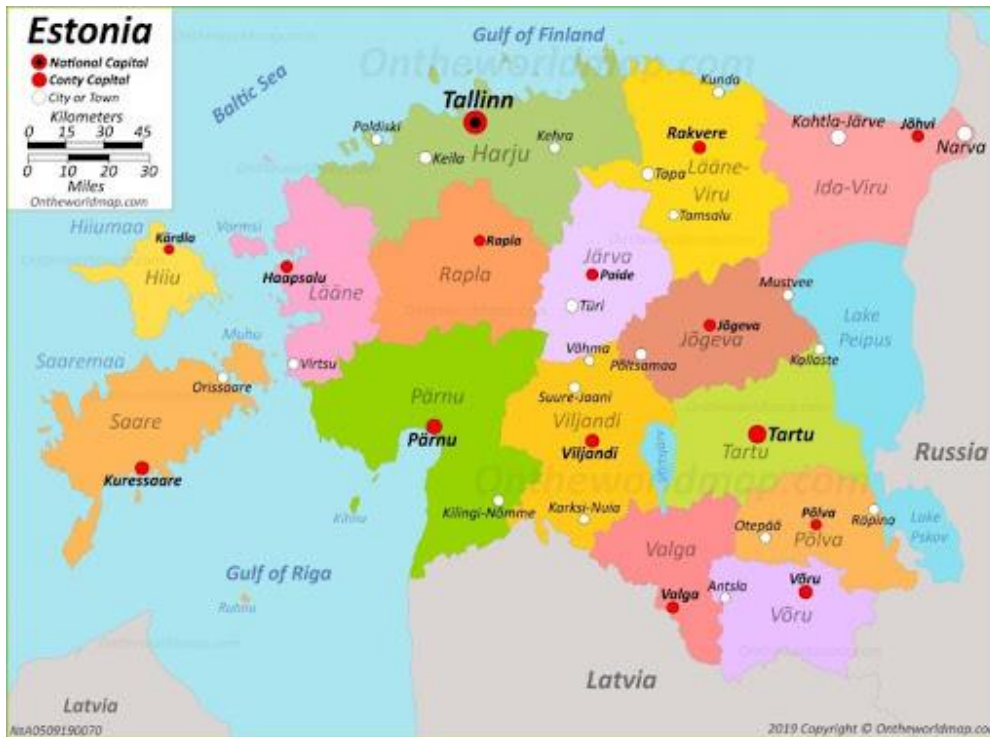 Estonia
National Capital
Conty Capital
City or Town
Kilometers
0 15 30 45
0 10 20 30
Miles
Ontheworldmap.com
Gulf of Finland
Ontheworldmap.com
Baltic Sea
Tallinn
Harju
Paldiski
Keila
Kehra
Kunda
Rakvere
Lääne-
Viru
Tapa
Tamsalu
Kohtla-Järve
Jõhvi
Narva
Ida-Viru
Hiiumaa
Kärdla
Hiiu
Vormsi
Haapsalu
Lääne
Rapla
Rapla
Järva
Paide
Türi
Mustvee
Jõgeva
Jõgeva
Lake
Peipus
Kallaste
Muhu
Saaremaa
Orissaare
Virtsu
Saare
Kuressaare
Pärnu
Pärnu
Võhma
Põltsamaa
Suure-Jaani
Viljandi
Viljandi
Tartu
Tartu
Russia
Ontheworldmap.com
Kilingi-Nõmme
Karksi-Nuia
Kihnu
Otepää
Põlva
Põlva
Räpina
Lake
Pskov
Gulf of Riga
Ruhnu
Valga
Valga
Antsla
Võru
Võru
Latvia
Latvia
2019 Copyright © Ontheworldmap.com